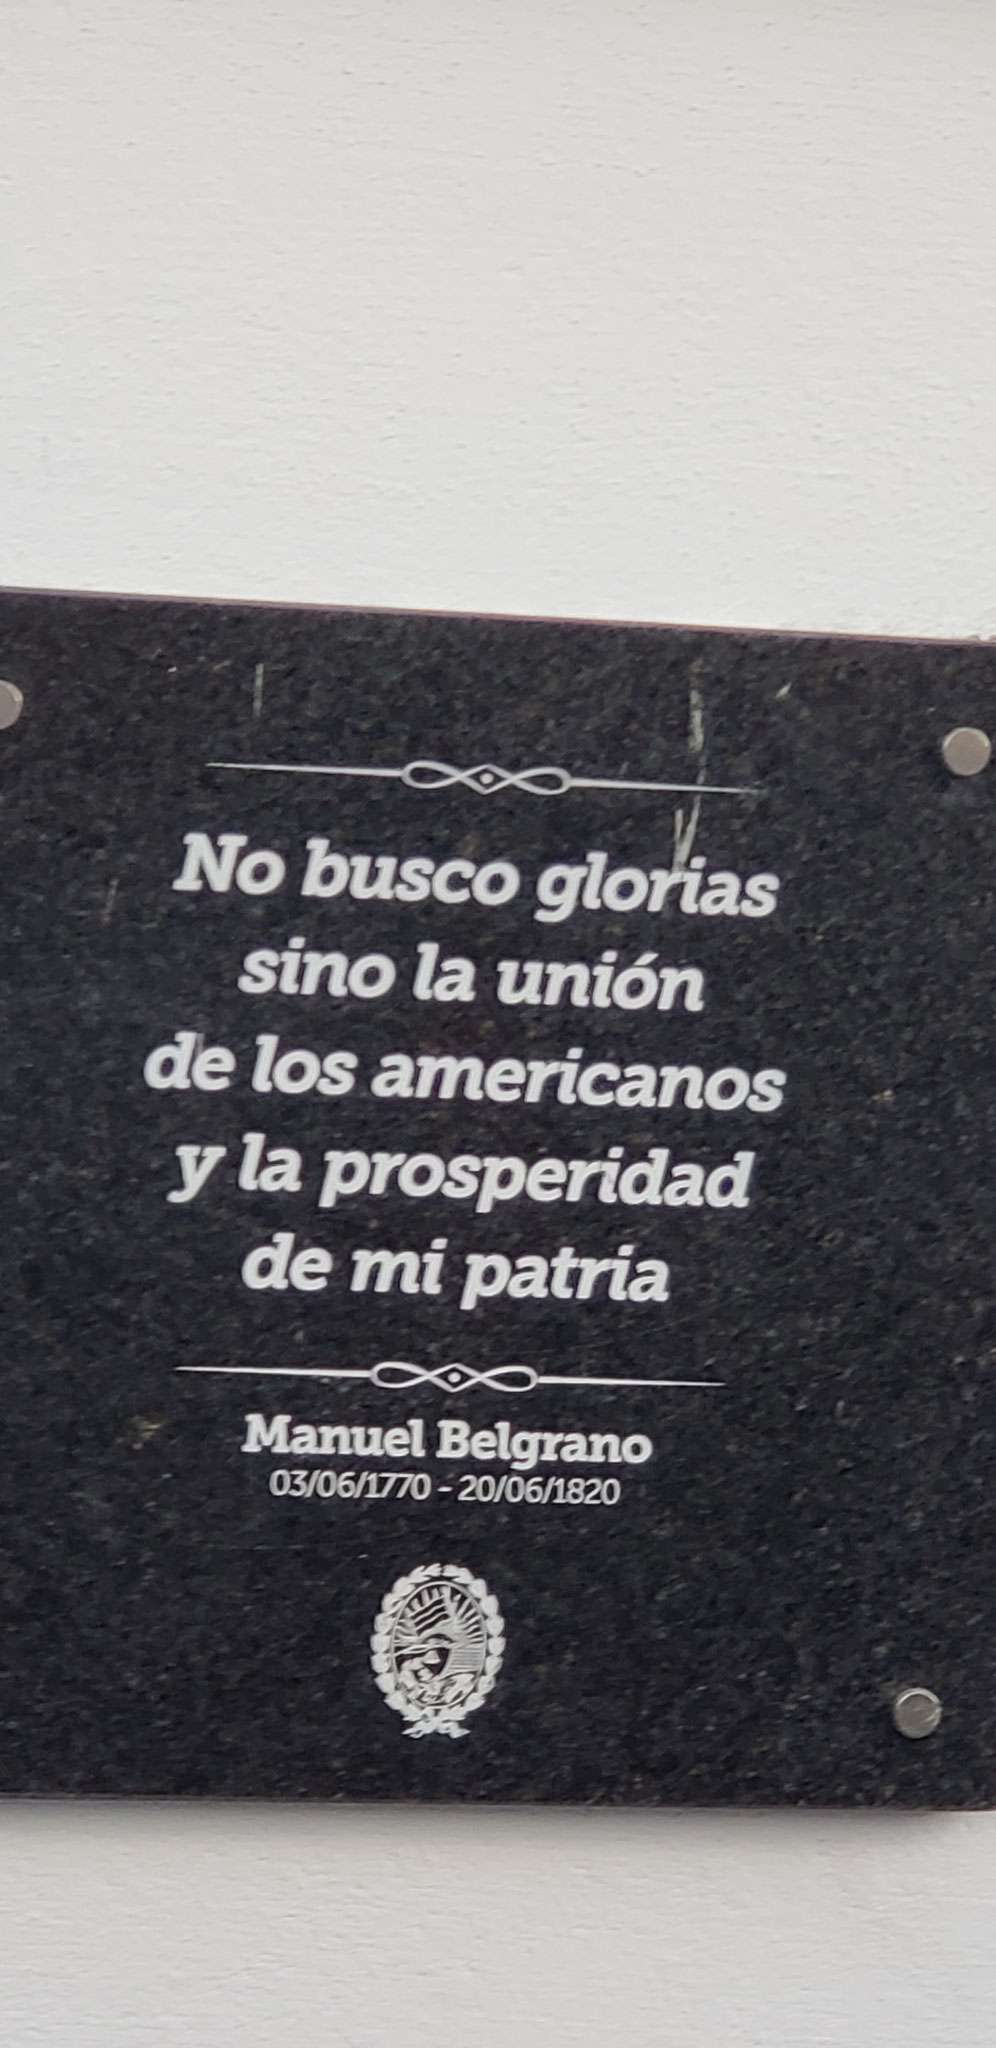 No busco glorias
sino la unión
de los americanos
y la prosperidad
de mi patria
Manuel Belgrano
03/06/1770 - 20/06/1820